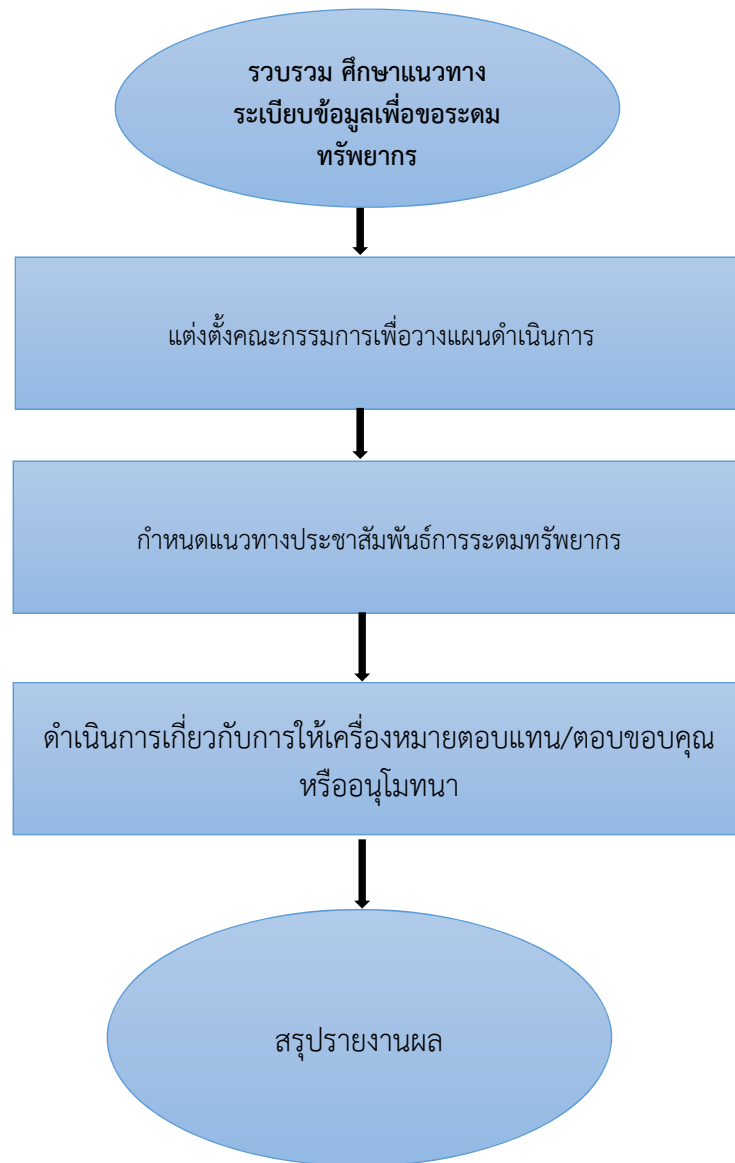 รวบรวม ศึกษาแนวทาง
ระเบียบข้อมูลเพื่อขอระดม
ทรัพยากร
แต่งตั้งคณะกรรมการเพื่อวางแผนดำเนินการ
กำหนดแนวทางประชาสัมพันธ์การระดมทรัพยากร
ดำเนินการเกี่ยวกับการให้เครื่องหมายตอบแทน/ตอบขอบคุณ
หรืออนุโมทนา
สรุปรายงานผล